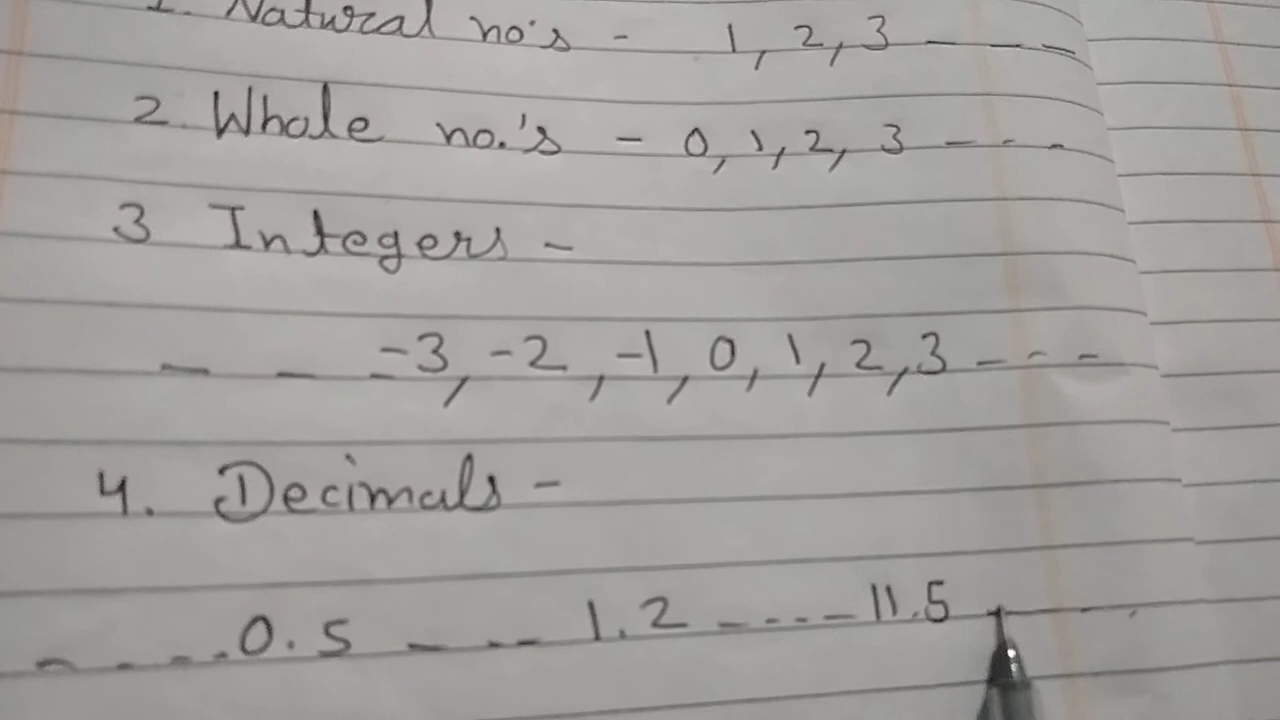 1. Natural no's - 1, 2, 3 - - -
2. Whole no.'s - 0, 1, 2, 3 - - -
3 Integers -
- - - -3, -2, -1, 0, 1, 2, 3 - - -
4. Decimals -
- - - - 0.5 - - - 1.2 - - - - - 11.5 - - -